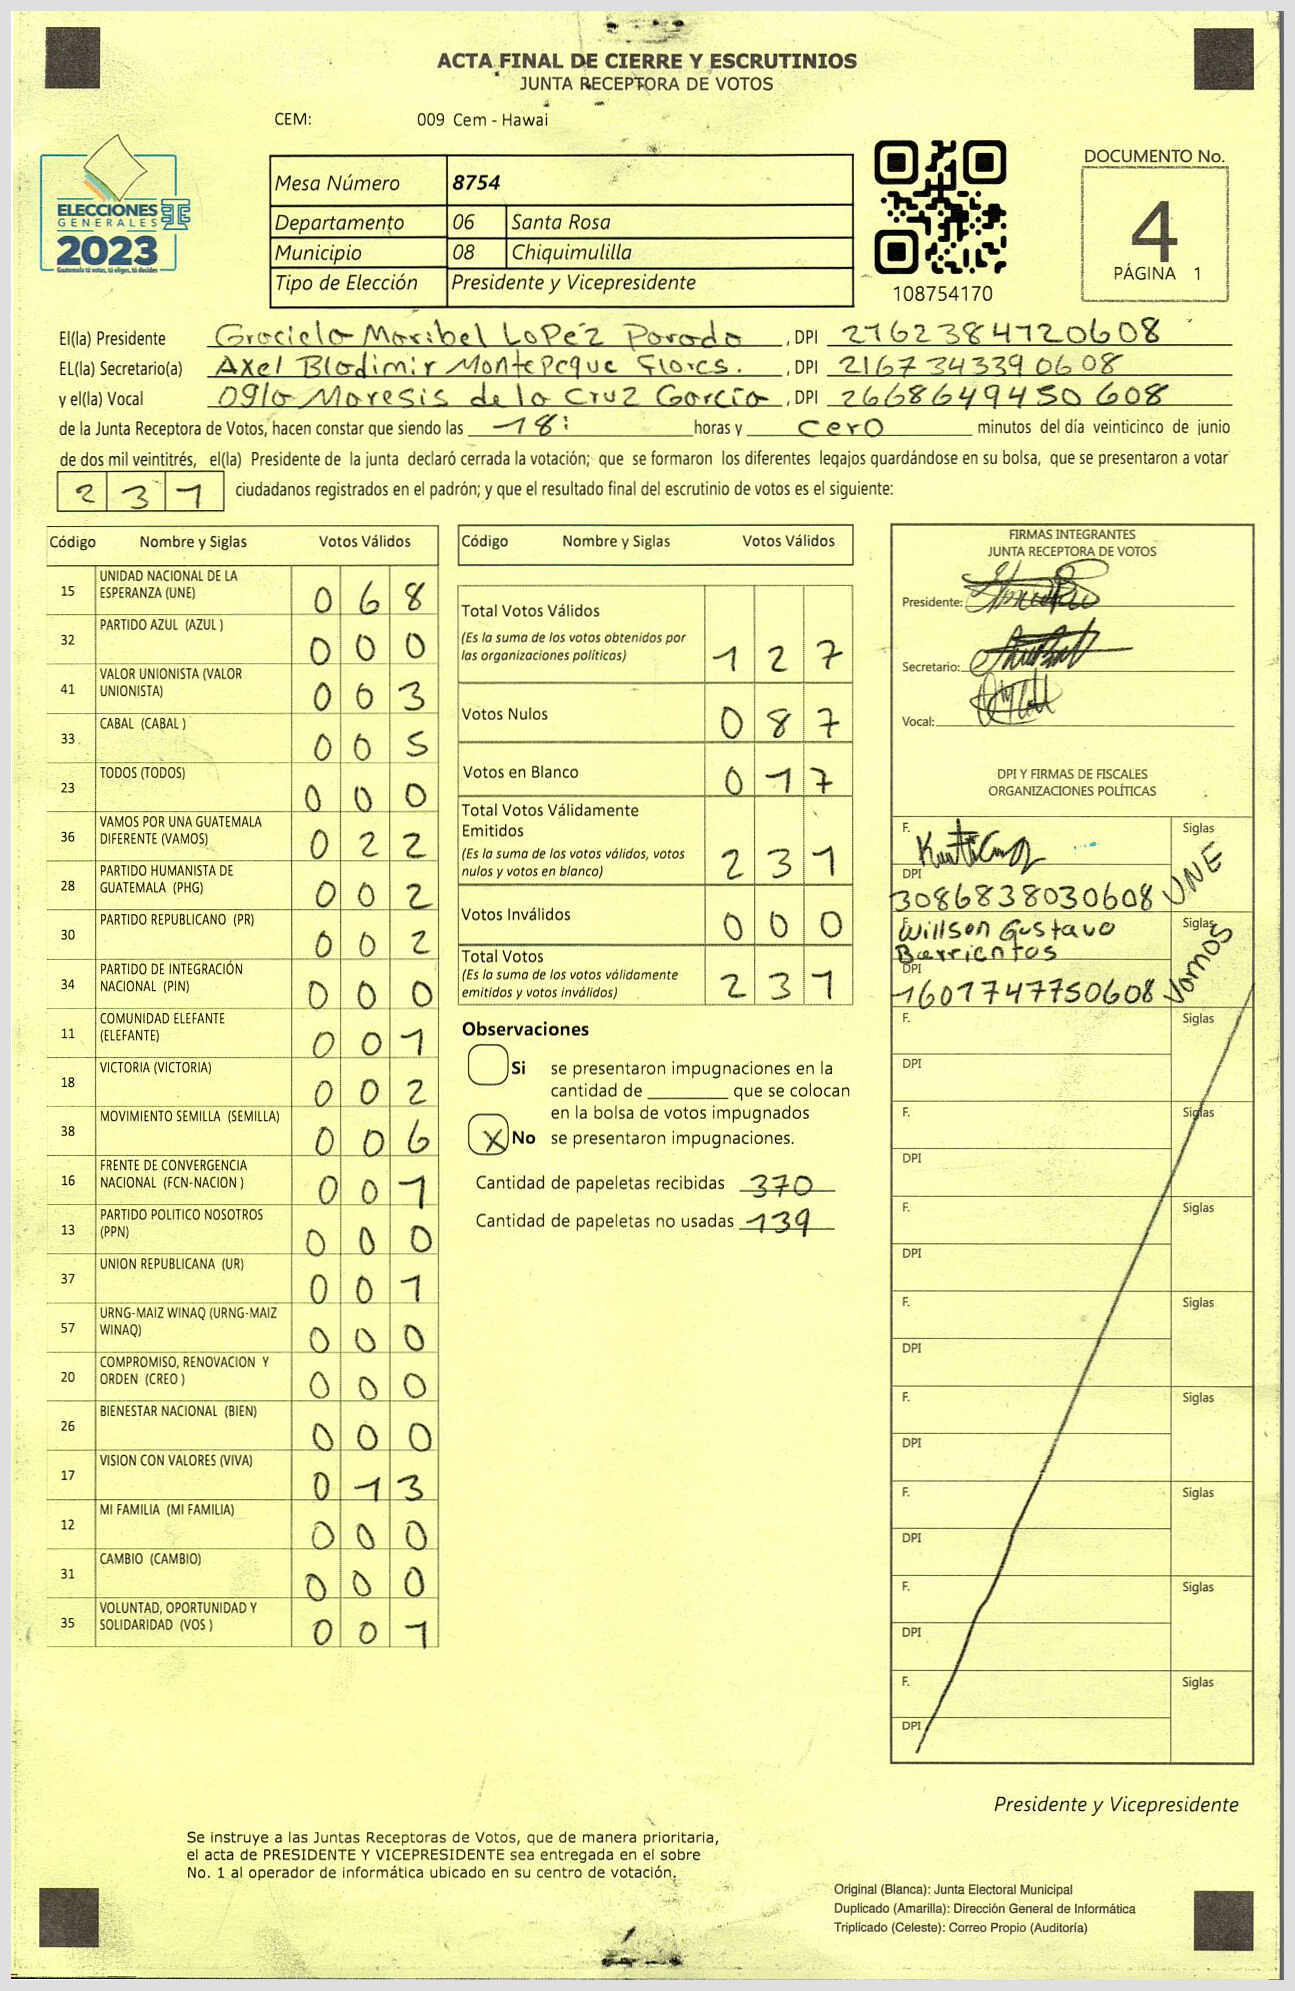 ACTA FINAL DE CIERRE Y ESCRUTINIOS
JUNTA RECEPTORA DE VOTOS
CEM: 009 Cem - Hawai
ELECCIONES
GENERALES
2023
Guatemala tú votas, tú eliges, tú decides
Mesa Número 8754
Departamento 06 Santa Rosa
Municipio 08 Chiquimulilla
Tipo de Elección Presidente y Vicepresidente
108754170
DOCUMENTO No.
4
PÁGINA 1
El(la) Presidente Graciela Maribel LoPéz Parada, DPI 2762384720608
EL(la) Secretario(a) Axel Bladimir Montepeque Flores., DPI 2167343390608
y el(la) Vocal Oglo Maresis de la Cruz García, DPI 2668649450608
de la Junta Receptora de Votos, hacen constar que siendo las 18: horas y cero minutos del día veinticinco de junio
de dos mil veintitrés, el(la) Presidente de la junta declaró cerrada la votación; que se formaron los diferentes legajos guardándose en su bolsa, que se presentaron a votar
231 ciudadanos registrados en el padrón; y que el resultado final del escrutinio de votos es el siguiente:
Código Nombre y Siglas Votos Válidos
15 UNIDAD NACIONAL DE LA
ESPERANZA (UNE) 0 6 8
32 PARTIDO AZUL (AZUL ) 0 0 0
41 VALOR UNIONISTA (VALOR
UNIONISTA) 0 0 3
33 CABAL (CABAL ) 0 0 5
23 TODOS (TODOS) 0 0 0
36 VAMOS POR UNA GUATEMALA
DIFERENTE (VAMOS) 0 2 2
28 PARTIDO HUMANISTA DE
GUATEMALA (PHG) 0 0 2
30 PARTIDO REPUBLICANO (PR) 0 0 2
34 PARTIDO DE INTEGRACIÓN
NACIONAL (PIN) 0 0 0
11 COMUNIDAD ELEFANTE
(ELEFANTE) 0 0 1
18 VICTORIA (VICTORIA) 0 0 2
38 MOVIMIENTO SEMILLA (SEMILLA) 0 0 6
16 FRENTE DE CONVERGENCIA
NACIONAL (FCN-NACION ) 0 0 1
13 PARTIDO POLITICO NOSOTROS
(PPN) 0 0 0
37 UNION REPUBLICANA (UR) 0 0 1
57 URNG-MAIZ WINAQ (URNG-MAIZ
WINAQ) 0 0 0
20 COMPROMISO, RENOVACION Y
ORDEN (CREO ) 0 0 0
26 BIENESTAR NACIONAL (BIEN) 0 0 0
17 VISION CON VALORES (VIVA) 0 1 3
12 MI FAMILIA (MI FAMILIA) 0 0 0
31 CAMBIO (CAMBIO) 0 0 0
35 VOLUNTAD, OPORTUNIDAD Y
SOLIDARIDAD (VOS ) 0 0 1
Código Nombre y Siglas Votos Válidos
Total Votos Válidos
(Es la suma de los votos obtenidos por
las organizaciones políticas) 1 2 7
Votos Nulos 0 8 7
Votos en Blanco 0 1 7
Total Votos Válidamente
Emitidos
(Es la suma de los votos válidos, votos
nulos y votos en blanco) 2 3 1
Votos Inválidos 0 0 0
Total Votos
(Es la suma de los votos válidamente
emitidos y votos inválidos) 2 3 1
Observaciones
Si se presentaron impugnaciones en la
cantidad de ________ que se colocan
en la bolsa de votos impugnados
X No se presentaron impugnaciones.
Cantidad de papeletas recibidas 370
Cantidad de papeletas no usadas 139
FIRMAS INTEGRANTES
JUNTA RECEPTORA DE VOTOS
Presidente:
Secretario:
Vocal:
DPI Y FIRMAS DE FISCALES
ORGANIZACIONES POLÍTICAS
F. Siglas
DPI
3086838030608 UNE
F. Willson Gustavo Siglas
Barrientos
DPI
1601747750608 Vamos
F. Siglas
DPI
F. Siglas
DPI
F. Siglas
DPI
F. Siglas
DPI
F. Siglas
DPI
F. Siglas
DPI
F. Siglas
DPI
F. Siglas
DPI
Presidente y Vicepresidente
Se instruye a las Juntas Receptoras de Votos, que de manera prioritaria,
el acta de PRESIDENTE Y VICEPRESIDENTE sea entregada en el sobre
No. 1 al operador de informática ubicado en su centro de votación.
Original (Blanca): Junta Electoral Municipal
Duplicado (Amarilla): Dirección General de Informática
Triplicado (Celeste): Correo Propio (Auditoría)